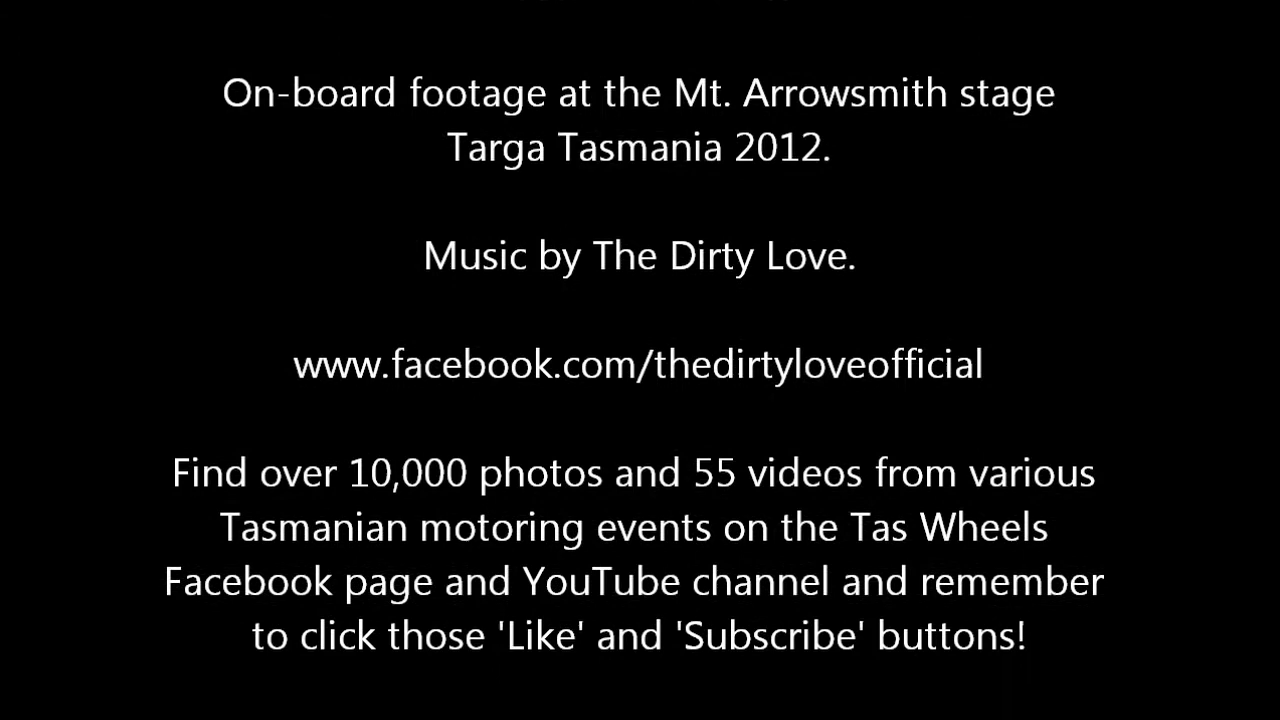 On-board footage at the Mt. Arrowsmith stage
Targa Tasmania 2012.
Music by The Dirty Love.
www.facebook.com/thedirtyloveofficial
Find over 10,000 photos and 55 videos from various
Tasmanian motoring events on the Tas Wheels
Facebook page and YouTube channel and remember
to click those 'Like' and 'Subscribe' buttons!